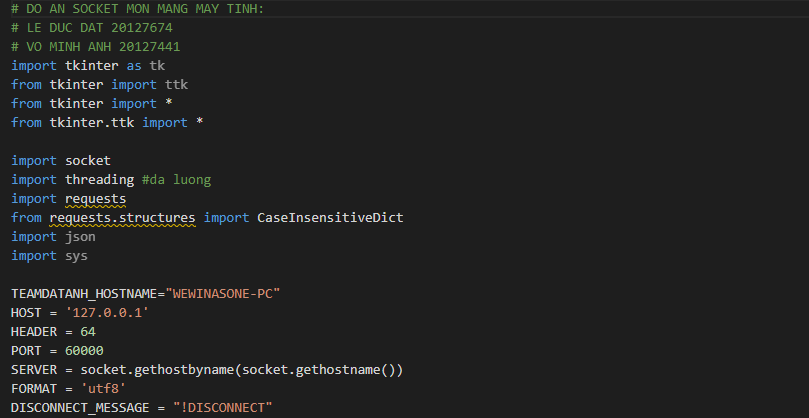 # DO AN SOCKET MON MANG MAY TINH:
# LE DUC DAT 20127674
# VO MINH ANH 20127441
import tkinter as tk
from tkinter import ttk
from tkinter import *
from tkinter.ttk import *
import socket
import threading #da luong
import requests
from requests.structures import CaseInsensitiveDict
import json
import sys
TEAMDATANH_HOSTNAME="WEWINASONE-PC"
HOST = '127.0.0.1'
HEADER = 64
PORT = 60000
SERVER = socket.gethostbyname(socket.gethostname())
FORMAT = 'utf8'
DISCONNECT_MESSAGE = "!DISCONNECT"